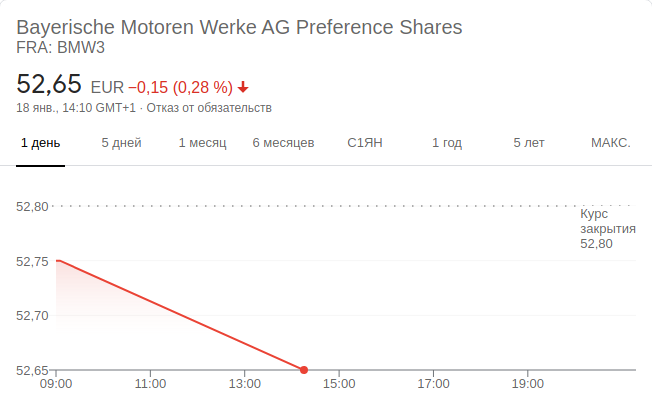 Bayerische Motoren Werke AG Preference Shares
FRA: BMW3
52,65 EUR −0,15 (0,28 %)
18 янв., 14:10 GMT+1 · Отказ от обязательств
1 день 5 дней 1 месяц 6 месяцев С1ЯН 1 год 5 лет МАКС.
52,80
Курс
закрытия
52,80
52,75
52,70
52,65
09:00 11:00 13:00 15:00 17:00 19:00